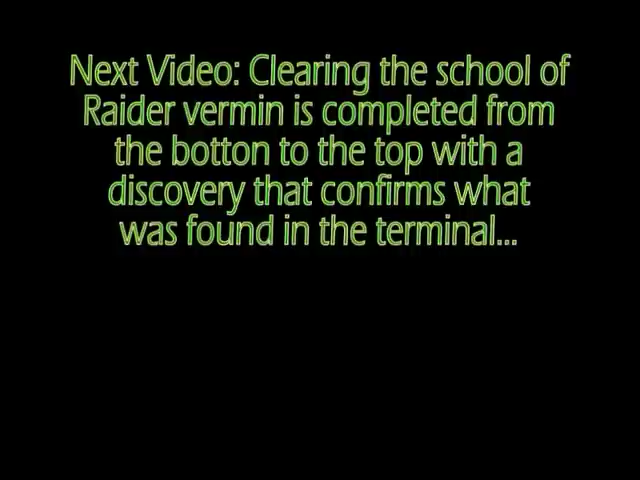 Next Video: Clearing the school of
Raider vermin is completed from
the botton to the top with a
discovery that confirms what
was found in the terminal...